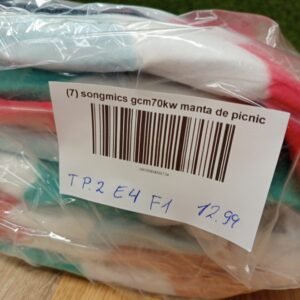 (7) songmics gcm70kw manta de picnic
TP.2 E4 F1 12.99